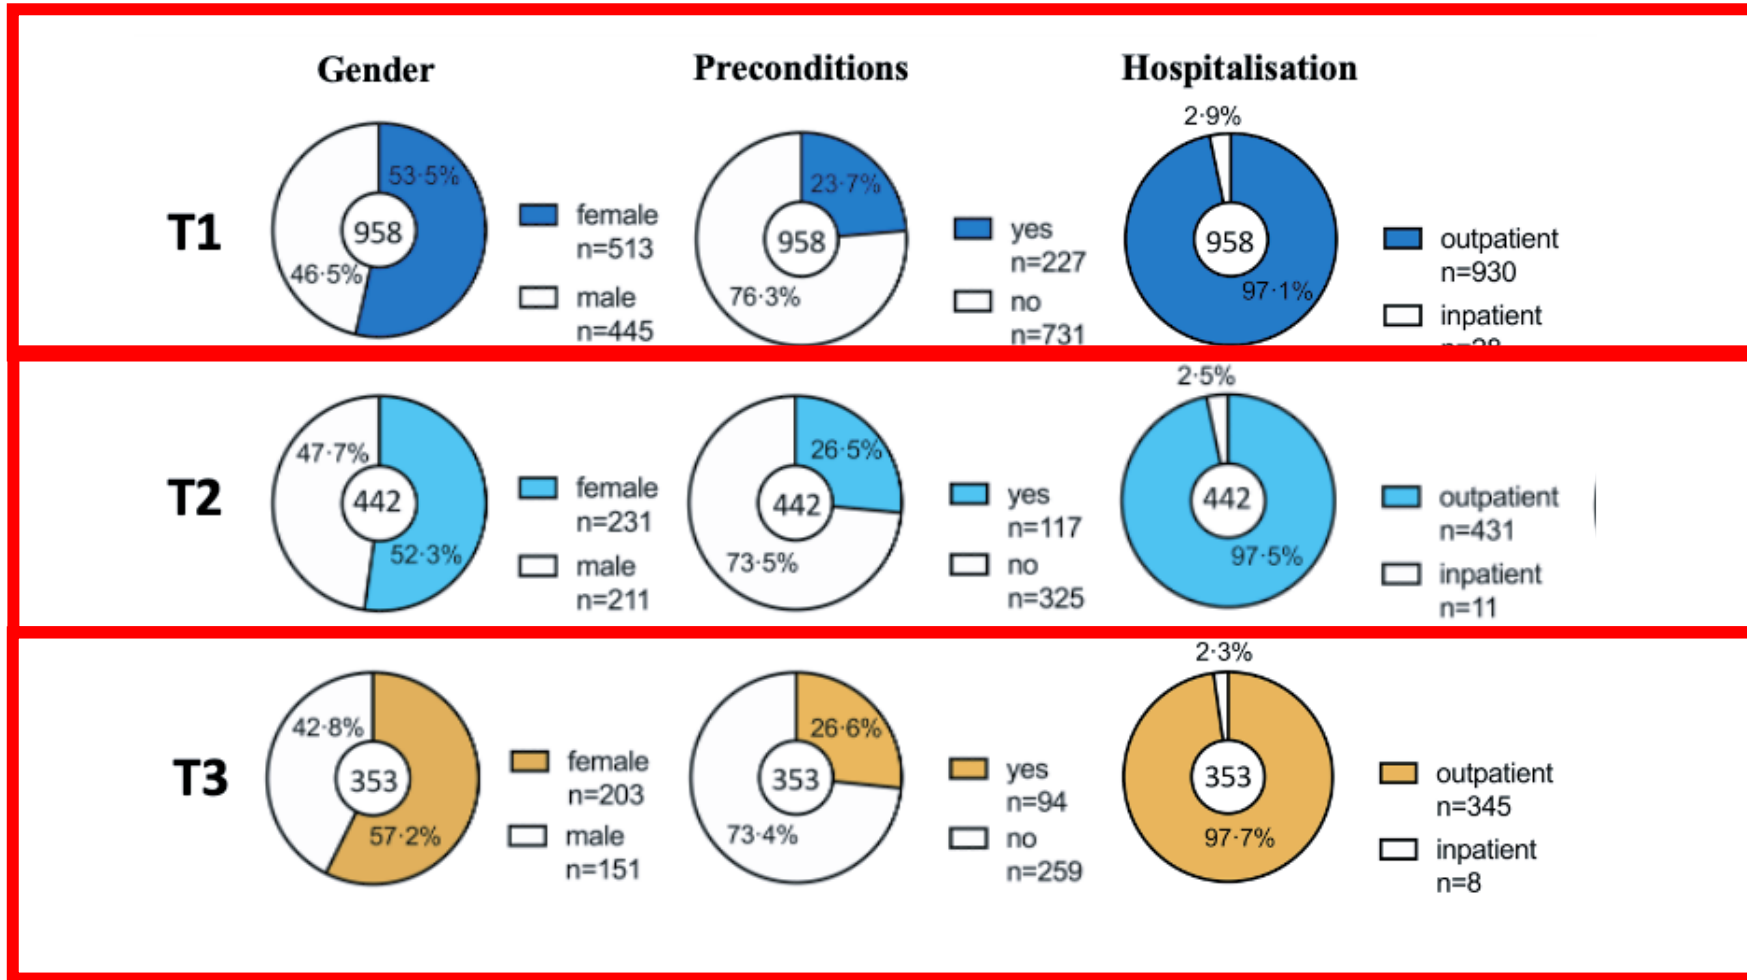 Gender
Preconditions
Hospitalisation
T1
53·5%
46·5%
958
female
n=513
male
n=445
23·7%
76·3%
958
yes
n=227
no
n=731
2·9%
97·1%
958
outpatient
n=930
inpatient
T2
47·7%
52·3%
442
female
n=231
male
n=211
26·5%
73·5%
442
yes
n=117
no
n=325
2·5%
97·5%
442
outpatient
n=431
inpatient
n=11
T3
42·8%
57·2%
353
female
n=203
male
n=151
26·6%
73·4%
353
yes
n=94
no
n=259
2·3%
97·7%
353
outpatient
n=345
inpatient
n=8